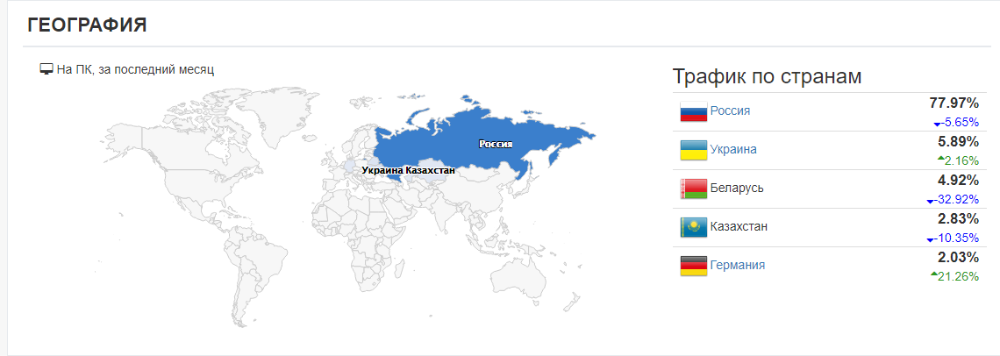 ГЕОГРАФИЯ
На ПК, за последний месяц
Россия
Украина Казахстан
Трафик по странам
Россия 77.97%
-5.65%
Украина 5.89%
2.16%
Беларусь 4.92%
-32.92%
Казахстан 2.83%
-10.35%
Германия 2.03%
21.26%